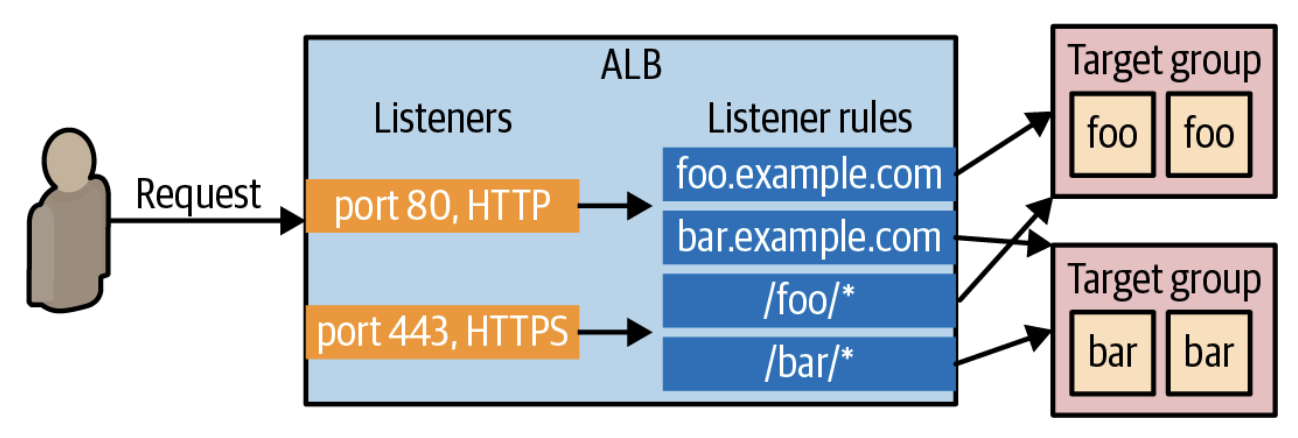 ALB
Listeners
Listener rules
Request
port 80, HTTP
port 443, HTTPS
foo.example.com
bar.example.com
/foo/*
/bar/*
Target group
foo foo
Target group
bar bar